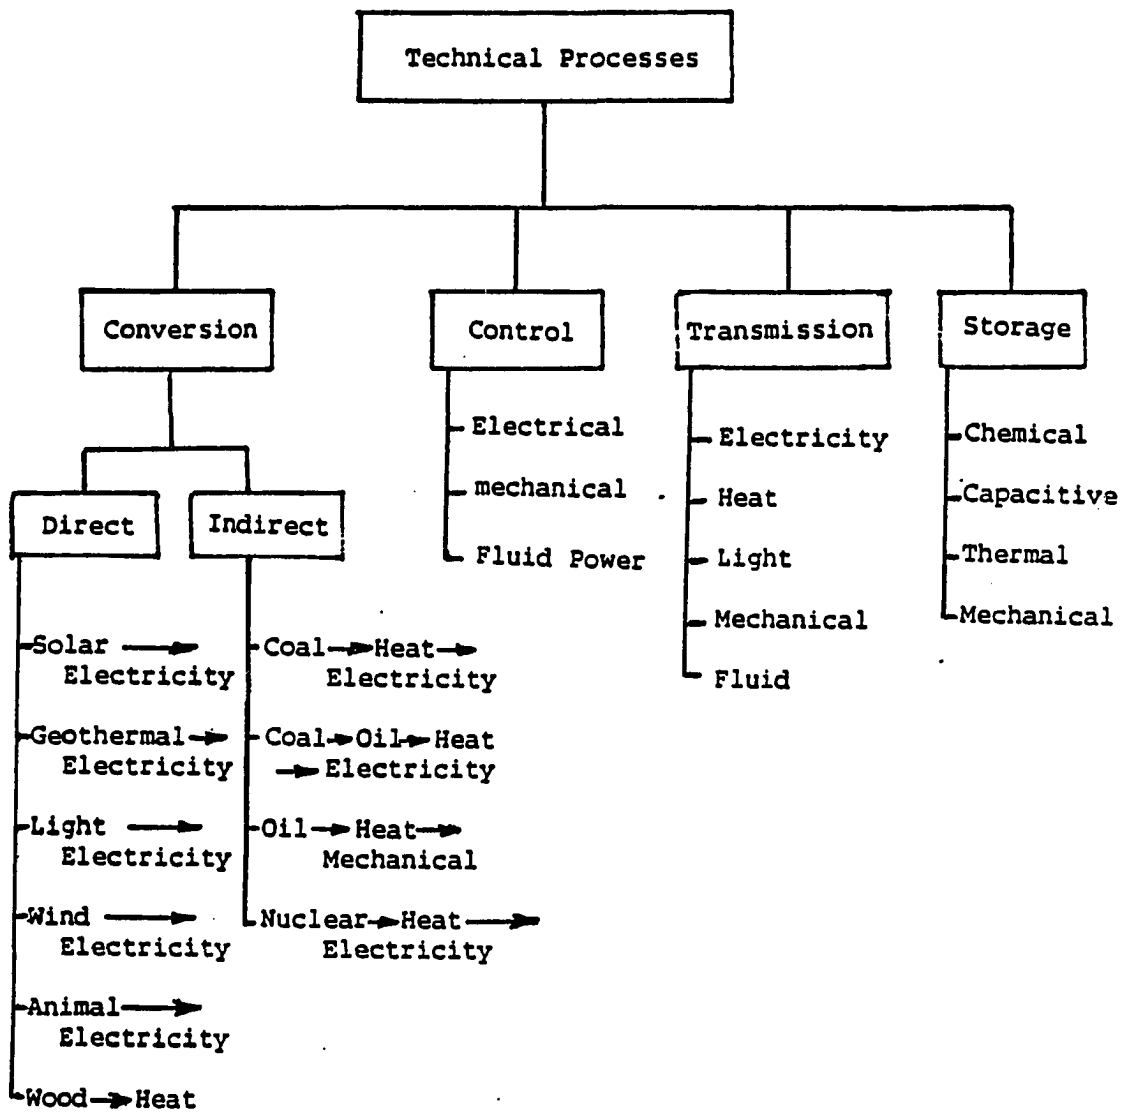 Technical Processes
Conversion
Control
Transmission
Storage
Direct
Indirect
Solar →
Electricity
Geothermal →
Electricity
Light →
Electricity
Wind →
Electricity
Animal →
Electricity
Wood → Heat
Coal → Heat →
Electricity
Coal → Oil → Heat
→ Electricity
Oil → Heat →
Mechanical
Nuclear → Heat →
Electricity
Electrical
mechanical
Fluid Power
Electricity
Heat
Light
Mechanical
Fluid
Chemical
Capacitive
Thermal
Mechanical